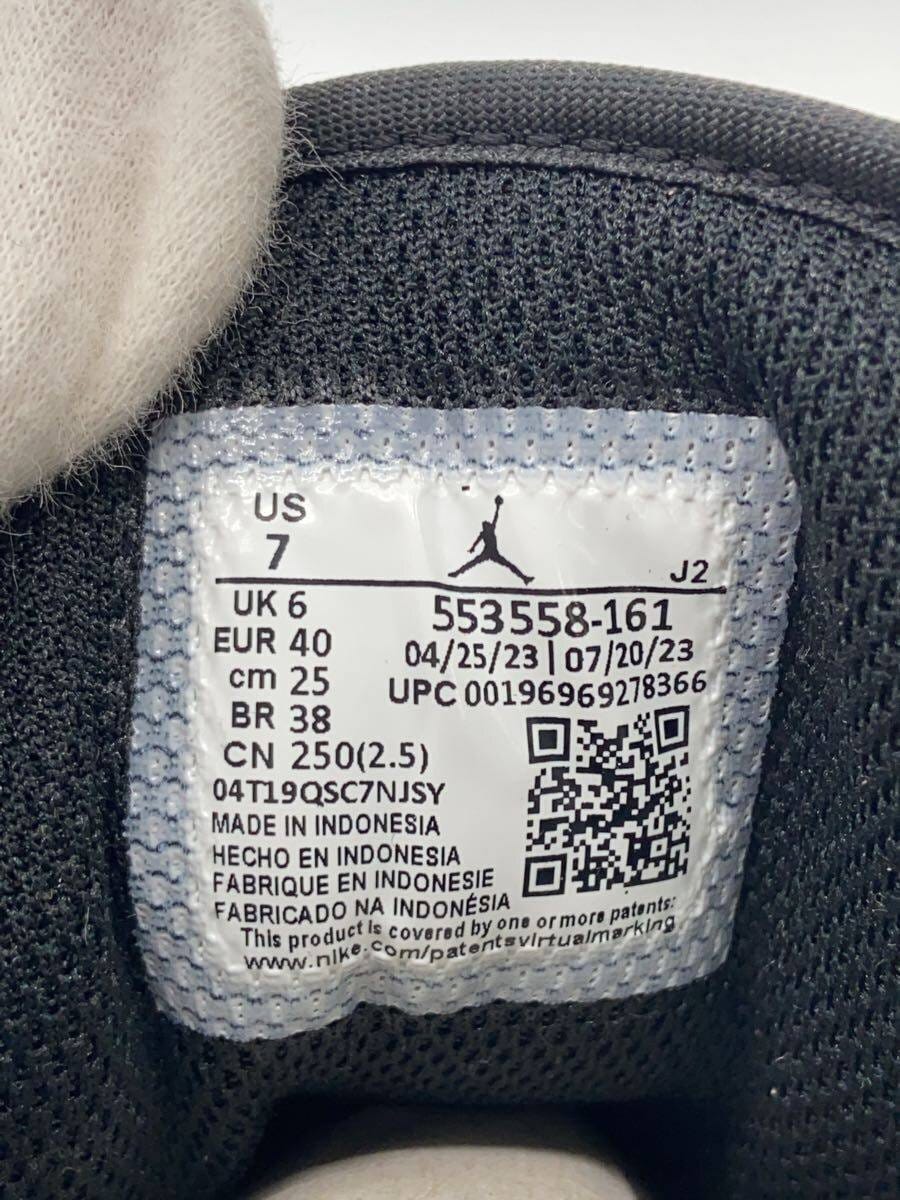 US
7
J2
UK 6
EUR 40
cm 25
BR 38
CN 250(2.5)
553558-161
04/25/23 | 07/20/23
UPC 00196969278366
04T19QSC7NJSY
MADE IN INDONESIA
HECHO EN INDONESIA
FABRIQUE EN INDONESIE
FABRICADO NA INDONÉSIA
This product is covered by one or more patents:
www.nike.com/patentsvirtualmarking